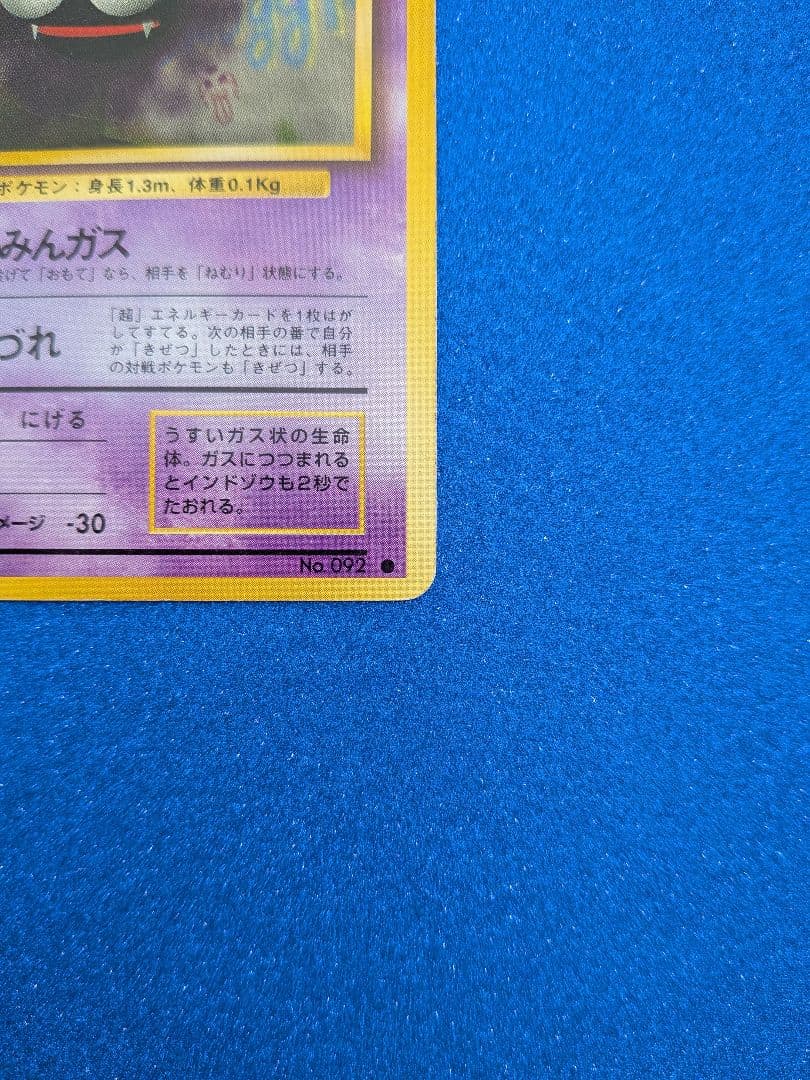 ポケモン：身長1.3m、体重0.1Kg
みんガス
げて「おもて」なら、相手を「ねむり」状態にする。
づれ
「超」エネルギーカードを1枚はが
してすてる。次の相手の番で自分
が「きぜつ」したときには、相手
の対戦ポケモンも「きぜつ」する。
にげる
メージ -30
うすいガス状の生命
体。ガスにつつまれる
とインドゾウも2秒で
たおれる。
No.092 ●